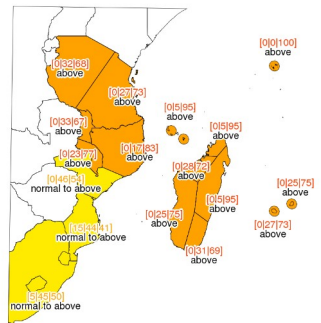 [0|0|100]
above
[0|32|68]
above
[0|27|73]
above
[0|5|95]
above
[0|33|67]
above
[0|5|95]
above
[0|17|83]
above
[0|23|77]
above
[0|28|72]
above
[0|46|54]
normal to above
[0|25|75]
above
[0|5|95]
above
[0|25|75]
above
[0|27|73]
above
[15|44|41]
normal to above
[0|31|69]
above
[5|45|50]
normal to above